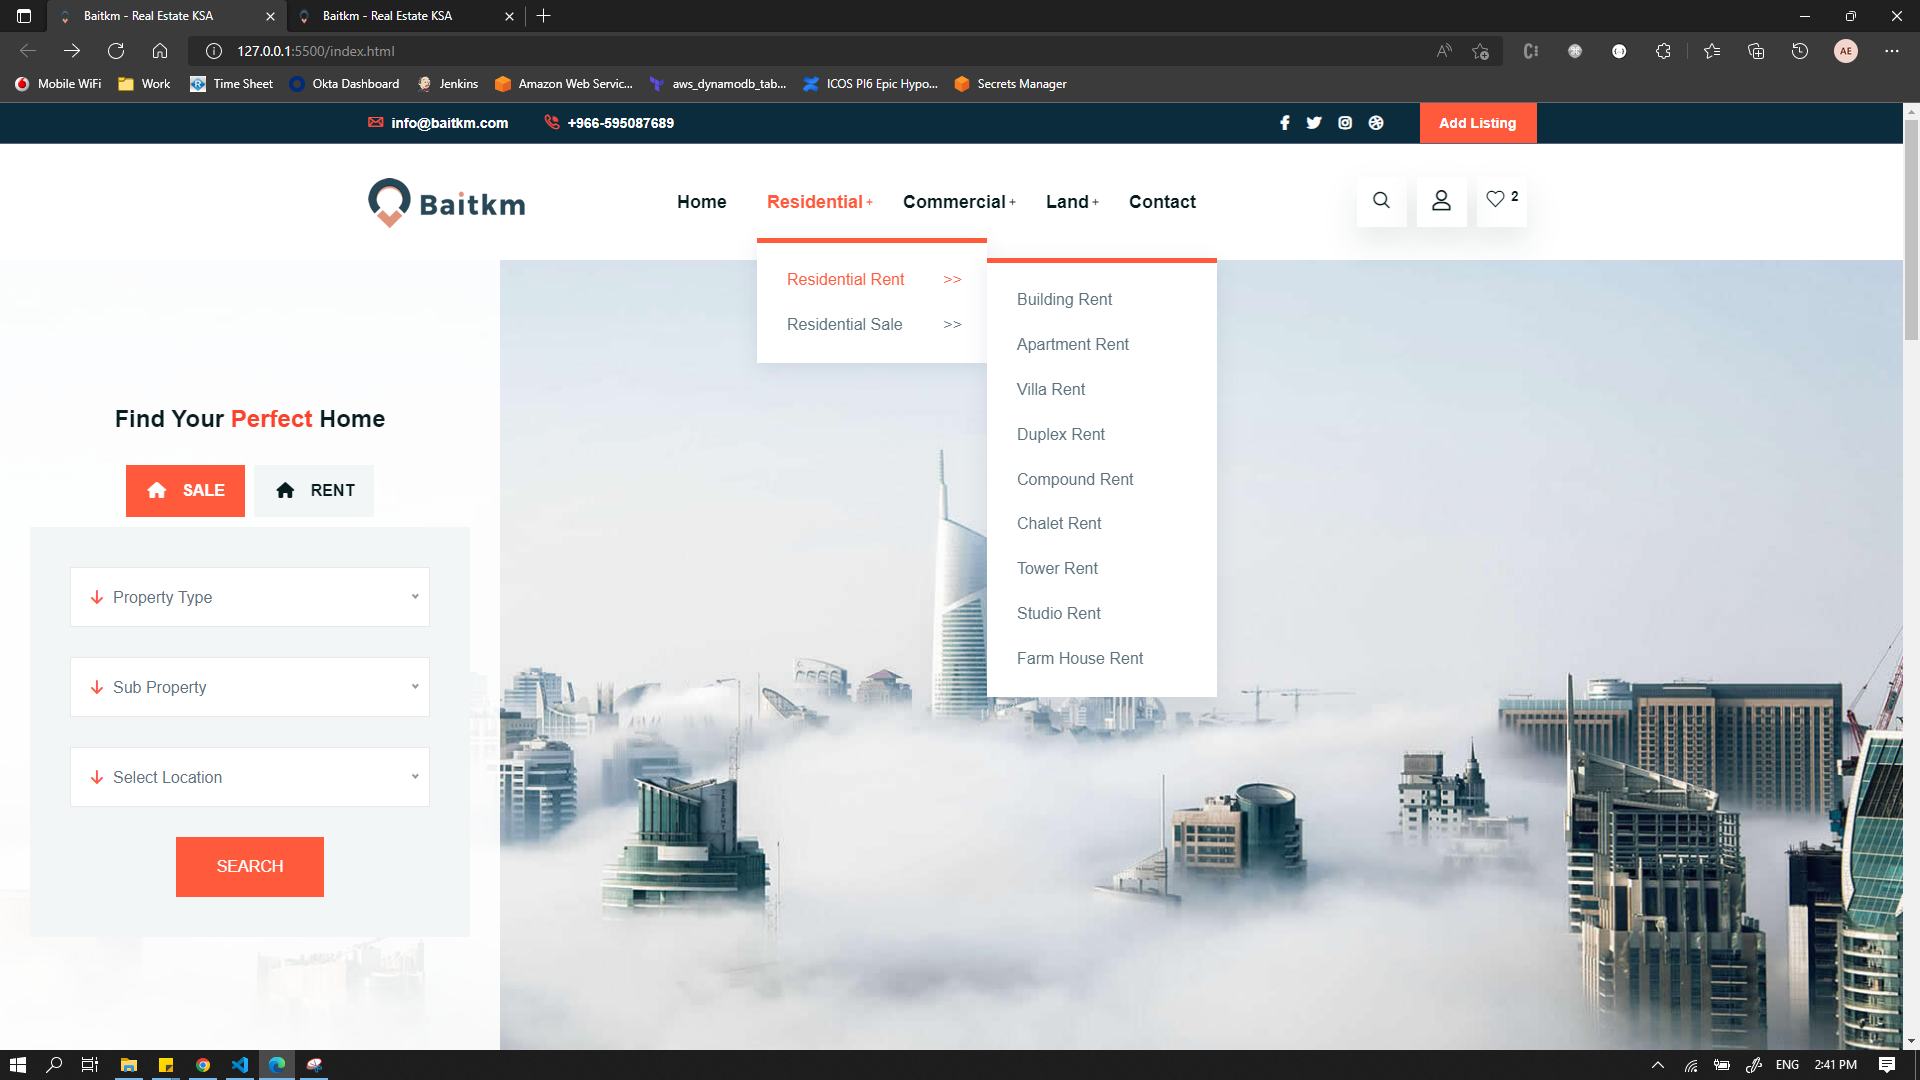 Baitkm - Real Estate KSA
Baitkm - Real Estate KSA
127.0.0.1:5500/index.html
AE
Mobile WiFi
Work
Time Sheet
Okta Dashboard
Jenkins
Amazon Web Servic...
aws_dynamodb_tab...
ICOS PI6 Epic Hypo...
Secrets Manager
info@baitkm.com
+966-595087689
Add Listing
Baitkm
Home
Residential +
Commercial +
Land +
Contact
2
Residential Rent >>
Residential Sale >>
Building Rent
Apartment Rent
Villa Rent
Duplex Rent
Compound Rent
Chalet Rent
Tower Rent
Studio Rent
Farm House Rent
Find Your Perfect Home
SALE
RENT
Property Type
Sub Property
Select Location
SEARCH
TRIDENT
ENG
2:41 PM